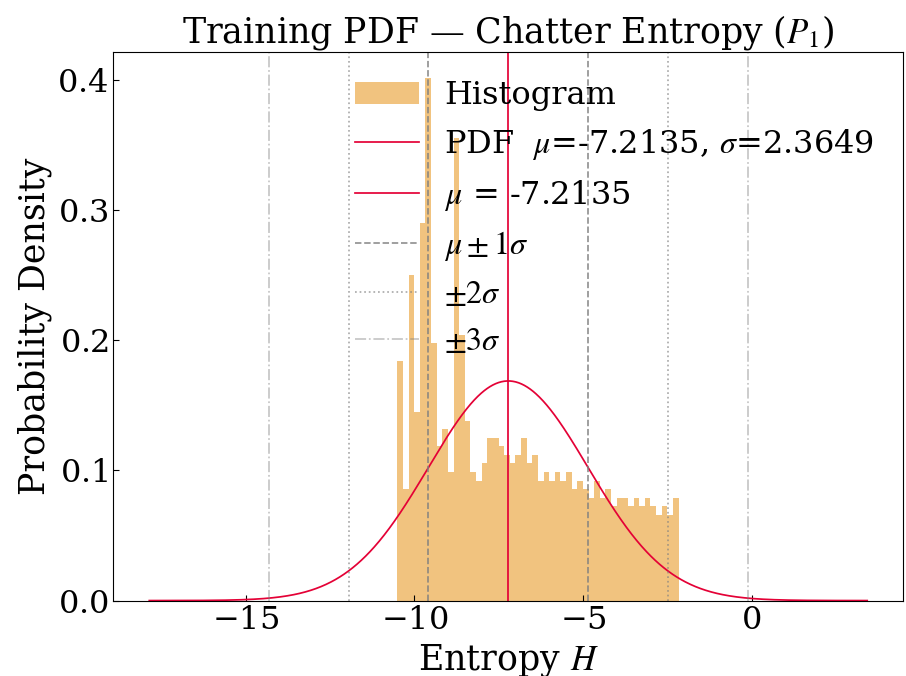 Training PDF — Chatter Entropy (P₁)
Probability Density
0.4
0.3
0.2
0.1
0.0
Histogram
PDF μ=-7.2135, σ=2.3649
μ = -7.2135
μ ± 1σ
±2σ
±3σ
−15 −10 −5 0
Entropy H